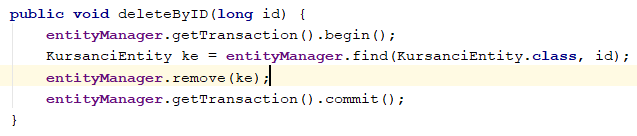 public void deleteByID(long id) {
    entityManager.getTransaction().begin();
    KursanciEntity ke = entityManager.find(KursanciEntity.class, id);
    entityManager.remove(ke);
    entityManager.getTransaction().commit();
}